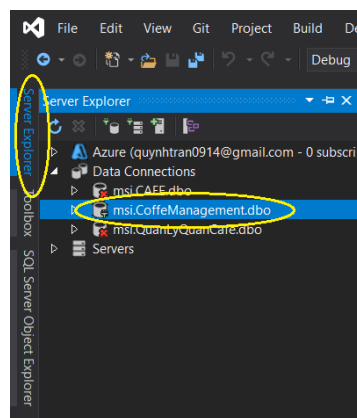 File Edit View Git Project Build De
Debug
Server Explorer
Azure (quynhtran0914@gmail.com - 0 subscri
Data Connections
msi.CAFE.dbo
msi.CoffeManagement.dbo
msi.QuanLyQuanCafe.dbo
Servers
Server Explorer
Toolbox
SQL Server Object Explorer